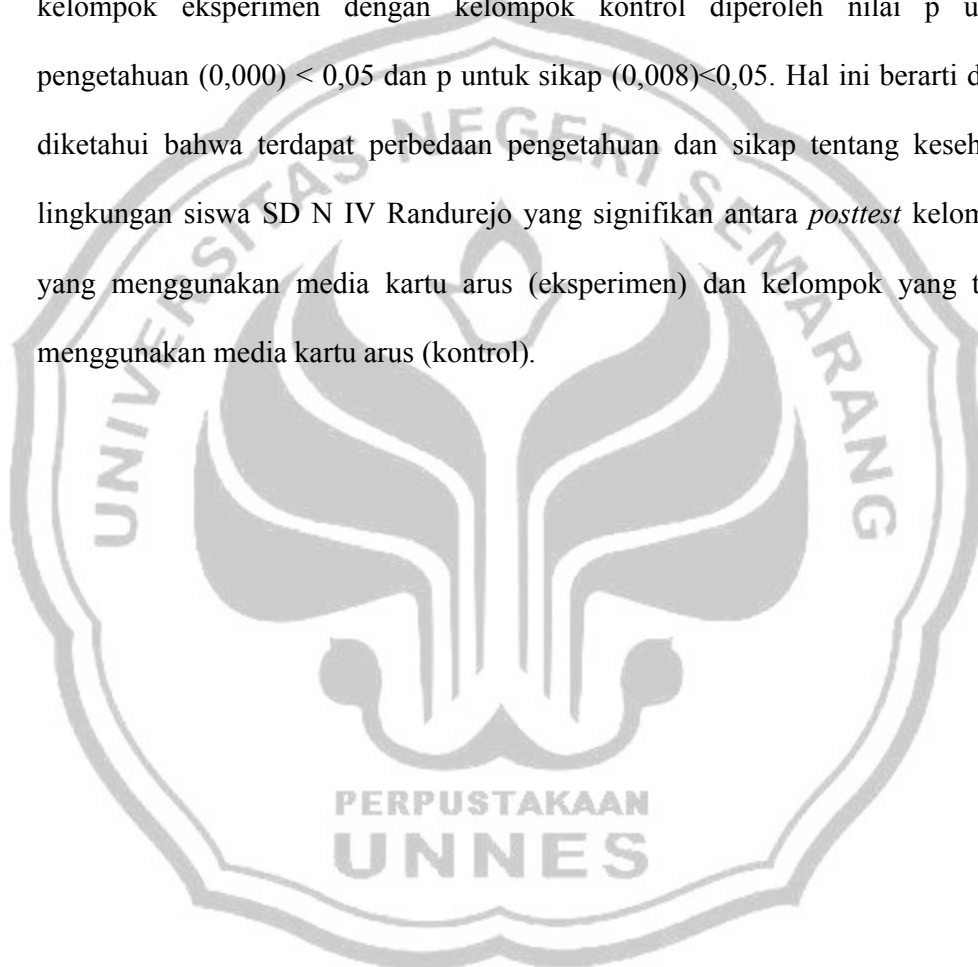 kelompok eksperimen dengan kelompok kontrol diperoleh nilai p
pengetahuan (0,000) < 0,05 dan p untuk sikap (0,008)<0,05. Hal ini berarti
diketahui bahwa terdapat perbedaan pengetahuan dan sikap tentang
lingkungan siswa SD N IV Randurejo yang signifikan antara posttest
yang menggunakan media kartu arus (eksperimen) dan kelompok yang
menggunakan media kartu arus (kontrol).
UNIVERSITAS NEGERI SEMARANG
PERPUSTAKAAN
UNNES